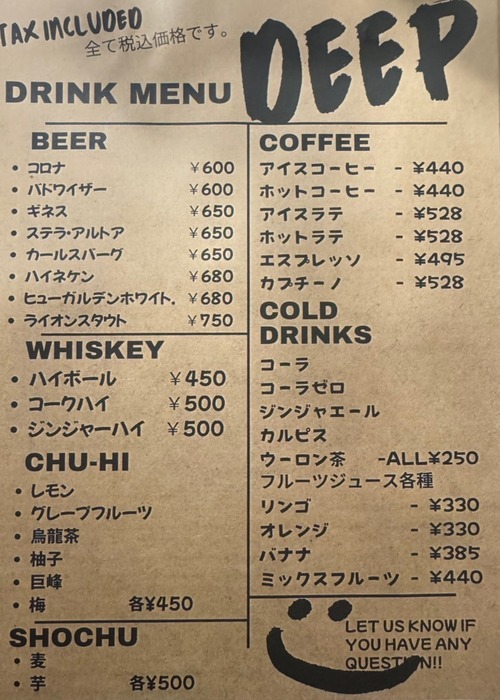 TAX INCLUDED
全て税込価格です。
DEEP
DRINK MENU
BEER
• コロナ ¥600
• バドワイザー ¥600
• ギネス ¥650
• ステラ・アルトア ¥650
• カールスバーグ ¥650
• ハイネケン ¥680
• ヒューガルデンホワイト. ¥680
• ライオンスタウト ¥750
WHISKEY
• ハイボール ¥450
• コークハイ ¥500
• ジンジャーハイ ¥500
CHU-HI
• レモン
• グレープフルーツ
• 烏龍茶
• 柚子
• 巨峰
• 梅 各¥450
SHOCHU
• 麦
• 芋 各¥500
COFFEE
アイスコーヒー - ¥440
ホットコーヒー - ¥440
アイスラテ - ¥528
ホットラテ - ¥528
エスプレッソ - ¥495
カプチーノ - ¥528
COLD
DRINKS
コーラ
コーラゼロ
ジンジャエール
カルピス
ウーロン茶 -ALL¥250
フルーツジュース各種
リンゴ - ¥330
オレンジ - ¥330
バナナ - ¥385
ミックスフルーツ - ¥440
LET US KNOW IF
YOU HAVE ANY
QUESTION!!